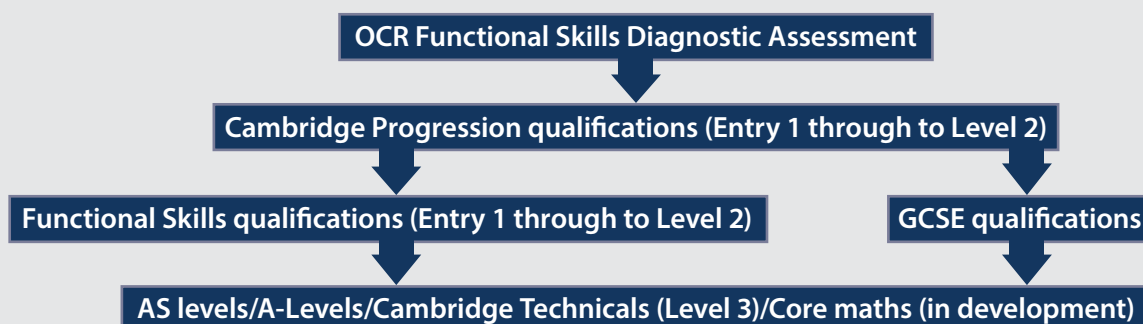 OCR Functional Skills Diagnostic Assessment
Cambridge Progression qualifications (Entry 1 through to Level 2)
Functional Skills qualifications (Entry 1 through to Level 2)
GCSE qualifications
AS levels/A-Levels/Cambridge Technicals (Level 3)/Core maths (in development)